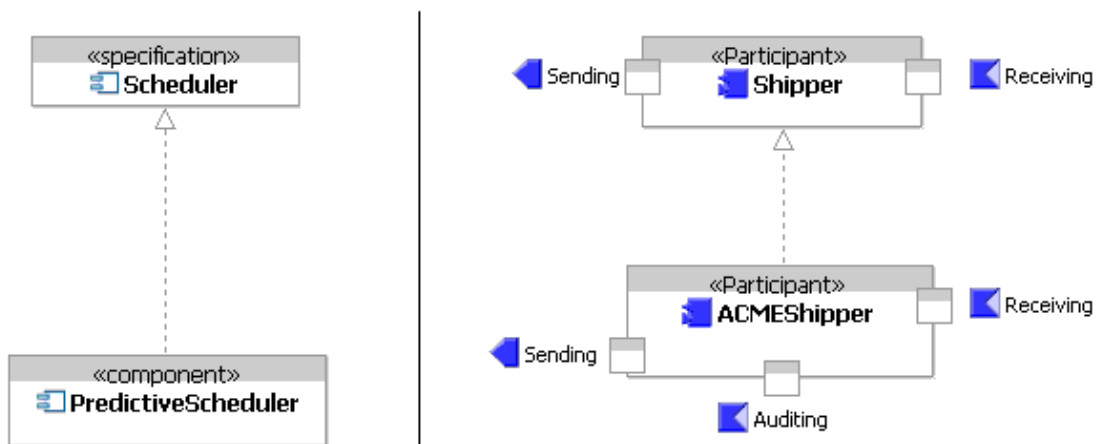 «specification»
Scheduler
«component»
PredictiveScheduler
«Participant»
Shipper
Sending
Receiving
«Participant»
ACMEShipper
Receiving
Sending
Auditing